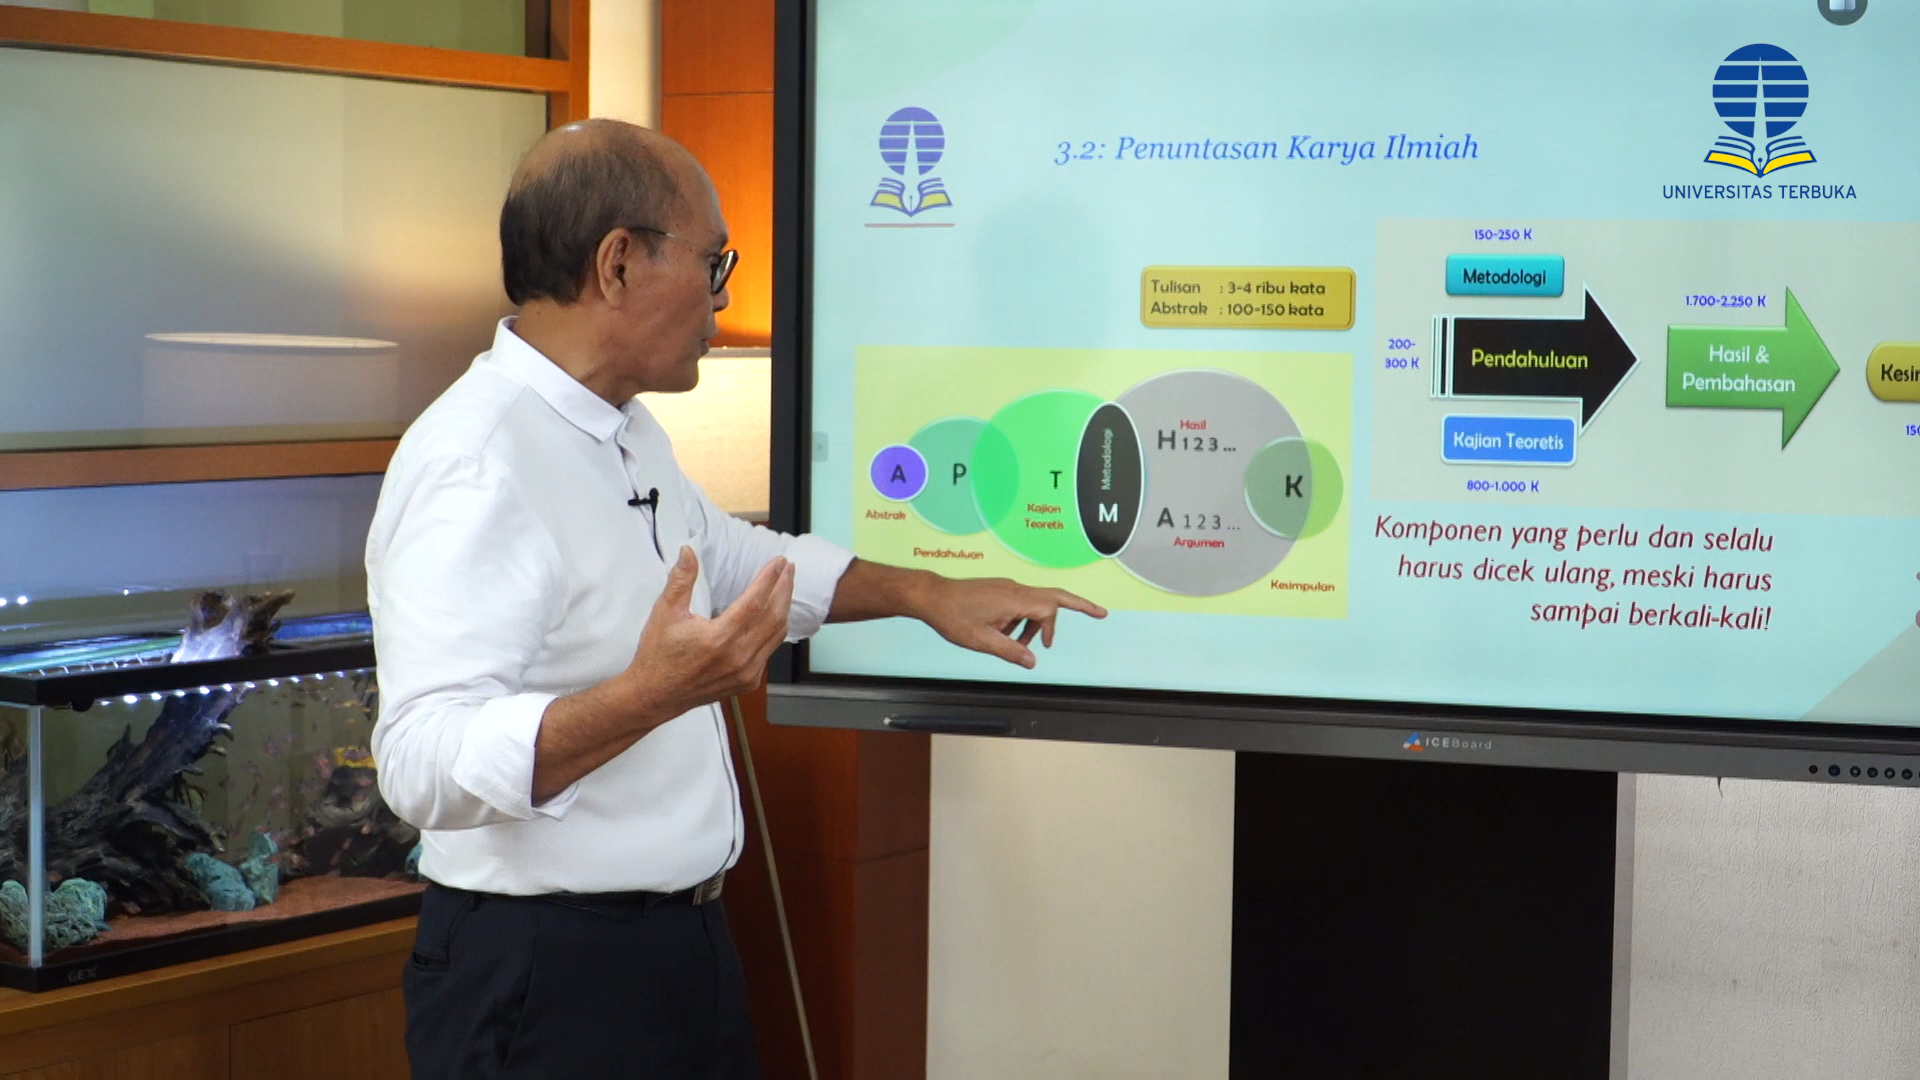 3.2: Penuntasan Karya Ilmiah
UNIVERSITAS TERBUKA
Tulisan : 3-4 ribu kata
Abstrak : 100-150 kata
A
Abstrak
P
Pendahuluan
T
Kajian
Teoretis
Metodologi
M
Hasil
H 1 2 3 ...
A 1 2 3 ...
Argumen
K
Kesimpulan
150-250 K
Metodologi
200-
300 K
Pendahuluan
Kajian Teoretis
800-1.000 K
1.700-2.250 K
Hasil &
Pembahasan
Komponen yang perlu dan selalu
harus dicek ulang, meski harus
sampai berkali-kali!
ICEBoard
GEX